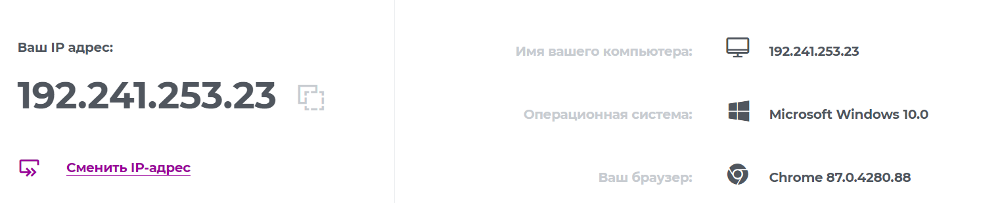 Ваш IP адрес:
192.241.253.23
Сменить IP-адрес
Имя вашего компьютера: 192.241.253.23
Операционная система: Microsoft Windows 10.0
Ваш браузер: Chrome 87.0.4280.88